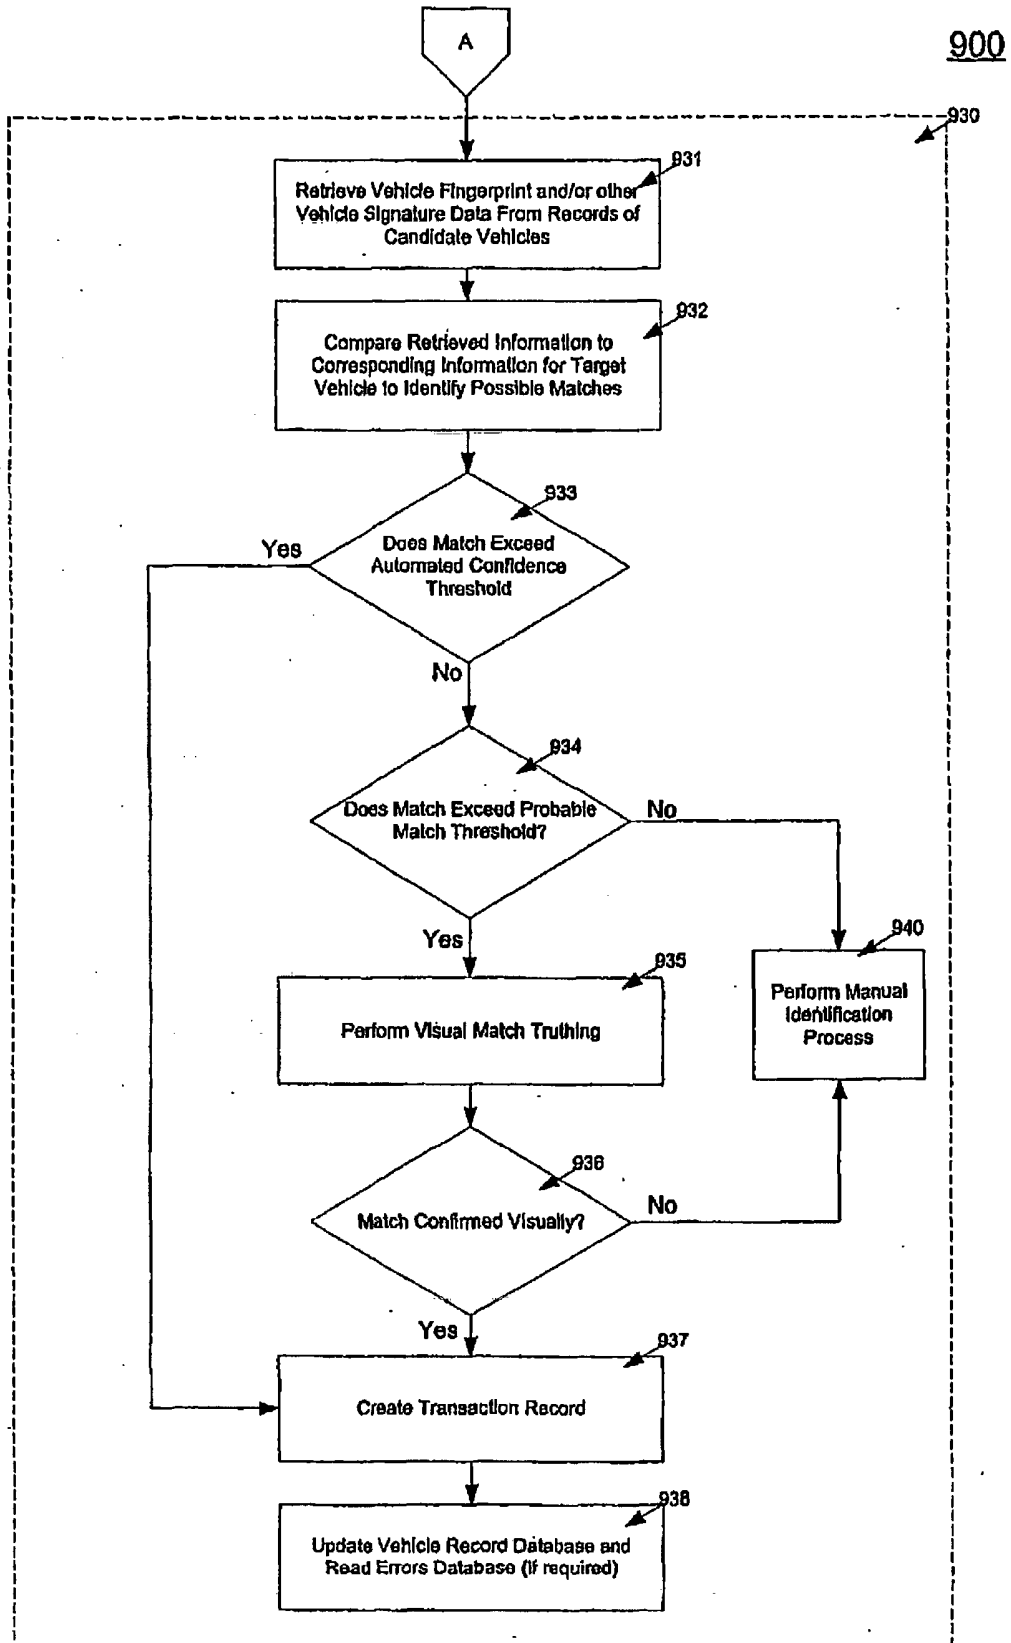 A
900
930
931
Retrieve Vehicle Fingerprint and/or other
Vehicle Signature Data From Records of
Candidate Vehicles
932
Compare Retrieved Information to
Corresponding Information for Target
Vehicle to Identify Possible Matches
933
Does Match Exceed
Automated Confidence
Threshold
Yes
No
934
Does Match Exceed Probable
Match Threshold?
No
Yes
935
Perform Visual Match Truthing
940
Perform Manual
Identification
Process
936
Match Confirmed Visually?
No
Yes
937
Create Transaction Record
938
Update Vehicle Record Database and
Read Errors Database (if required)